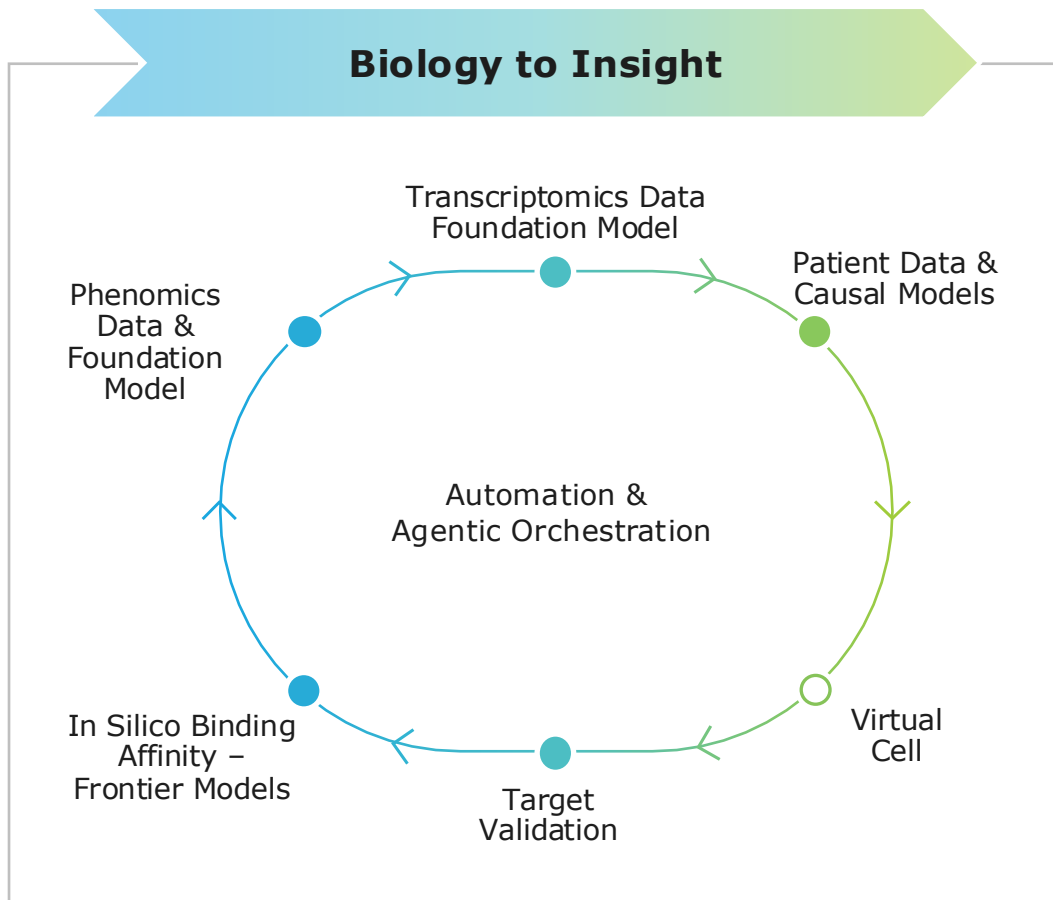 Biology to Insight
Transcriptomics Data
Foundation Model
Patient Data &
Causal Models
Phenomics
Data &
Foundation
Model
Automation &
Agentic Orchestration
In Silico Binding
Affinity –
Frontier Models
Target
Validation
Virtual
Cell